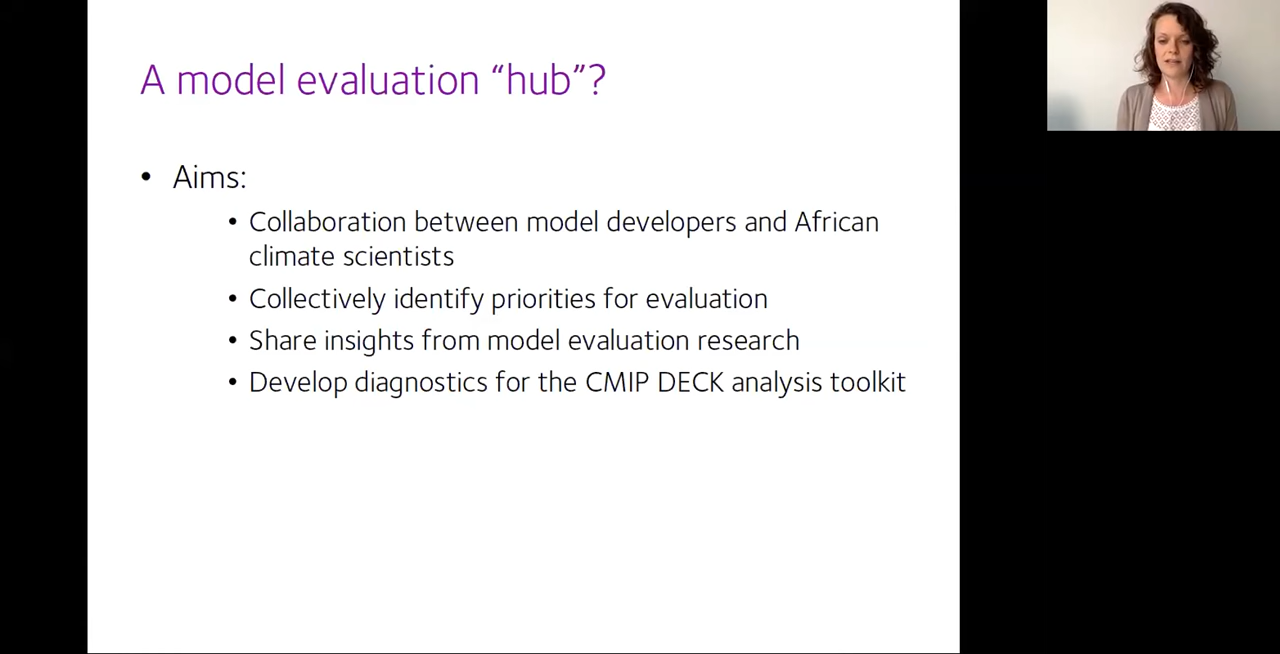 A model evaluation “hub”?
• Aims:
• Collaboration between model developers and African
climate scientists
• Collectively identify priorities for evaluation
• Share insights from model evaluation research
• Develop diagnostics for the CMIP DECK analysis toolkit